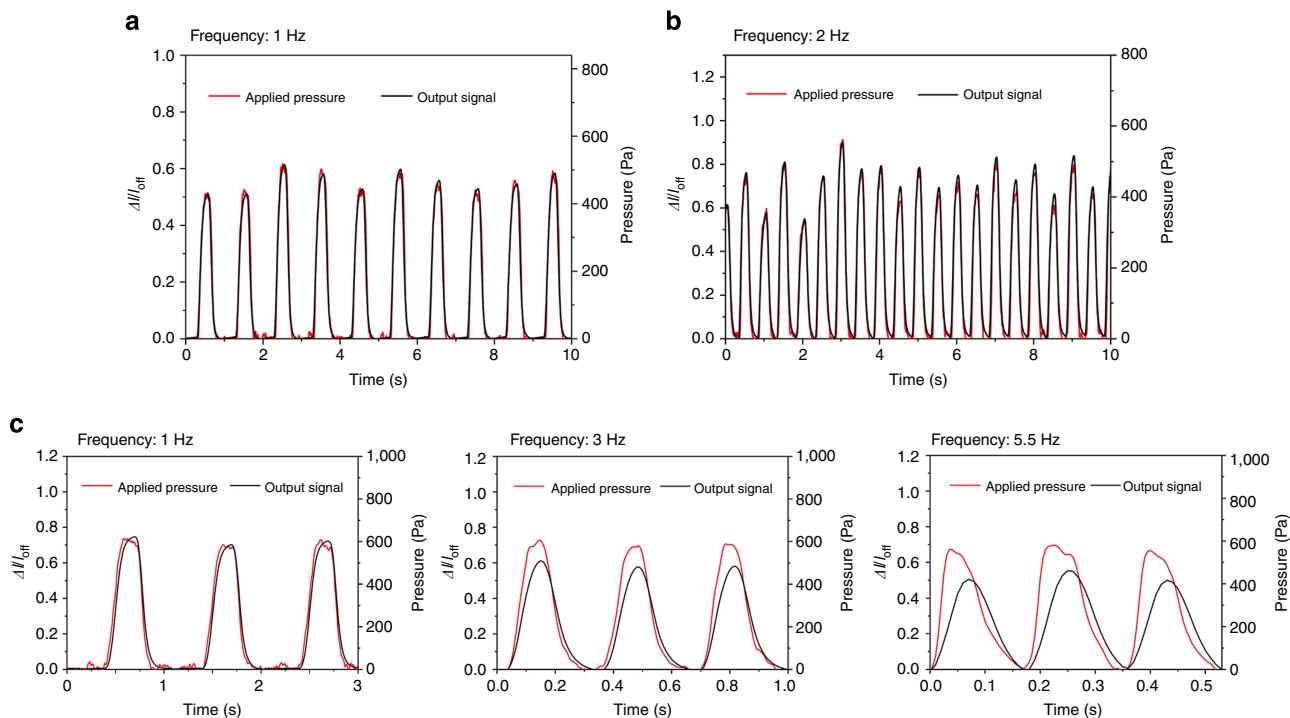 a
Frequency: 1 Hz
1.0
0.8
0.6
0.4
0.2
0.0
ΔI/I_off
Applied pressure
Output signal
800
600
400
200
0
Pressure (Pa)
0
2
4
6
8
10
Time (s)
b
Frequency: 2 Hz
1.2
1.0
0.8
0.6
0.4
0.2
0.0
ΔI/I_off
Applied pressure
Output signal
800
600
400
200
0
Pressure (Pa)
0
2
4
6
8
10
Time (s)
c
Frequency: 1 Hz
1.2
1.0
0.8
0.6
0.4
0.2
0.0
ΔI/I_off
Applied pressure
Output signal
1,000
800
600
400
200
0
Pressure (Pa)
0
1
2
3
Time (s)
Frequency: 3 Hz
1.2
1.0
0.8
0.6
0.4
0.2
0.0
ΔI/I_off
Applied pressure
Output signal
1,000
800
600
400
200
0
Pressure (Pa)
0.0
0.2
0.4
0.6
0.8
1.0
Time (s)
Frequency: 5.5 Hz
1.2
1.0
0.8
0.6
0.4
0.2
0.0
ΔI/I_off
Applied pressure
Output signal
1,000
800
600
400
200
0
Pressure (Pa)
0.0
0.1
0.2
0.3
0.4
0.5
Time (s)